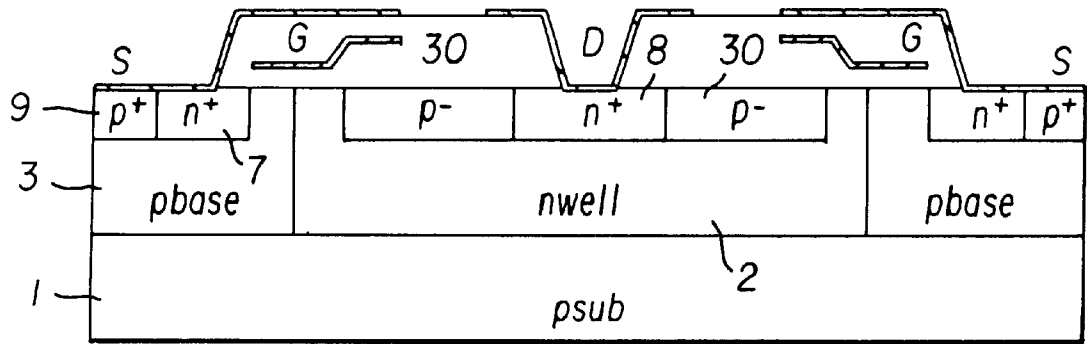 S G 30 D 8 30 G S
9 p+ n+ p- n+ p- n+ p+
3 7
pbase nwell pbase
1 2
psub